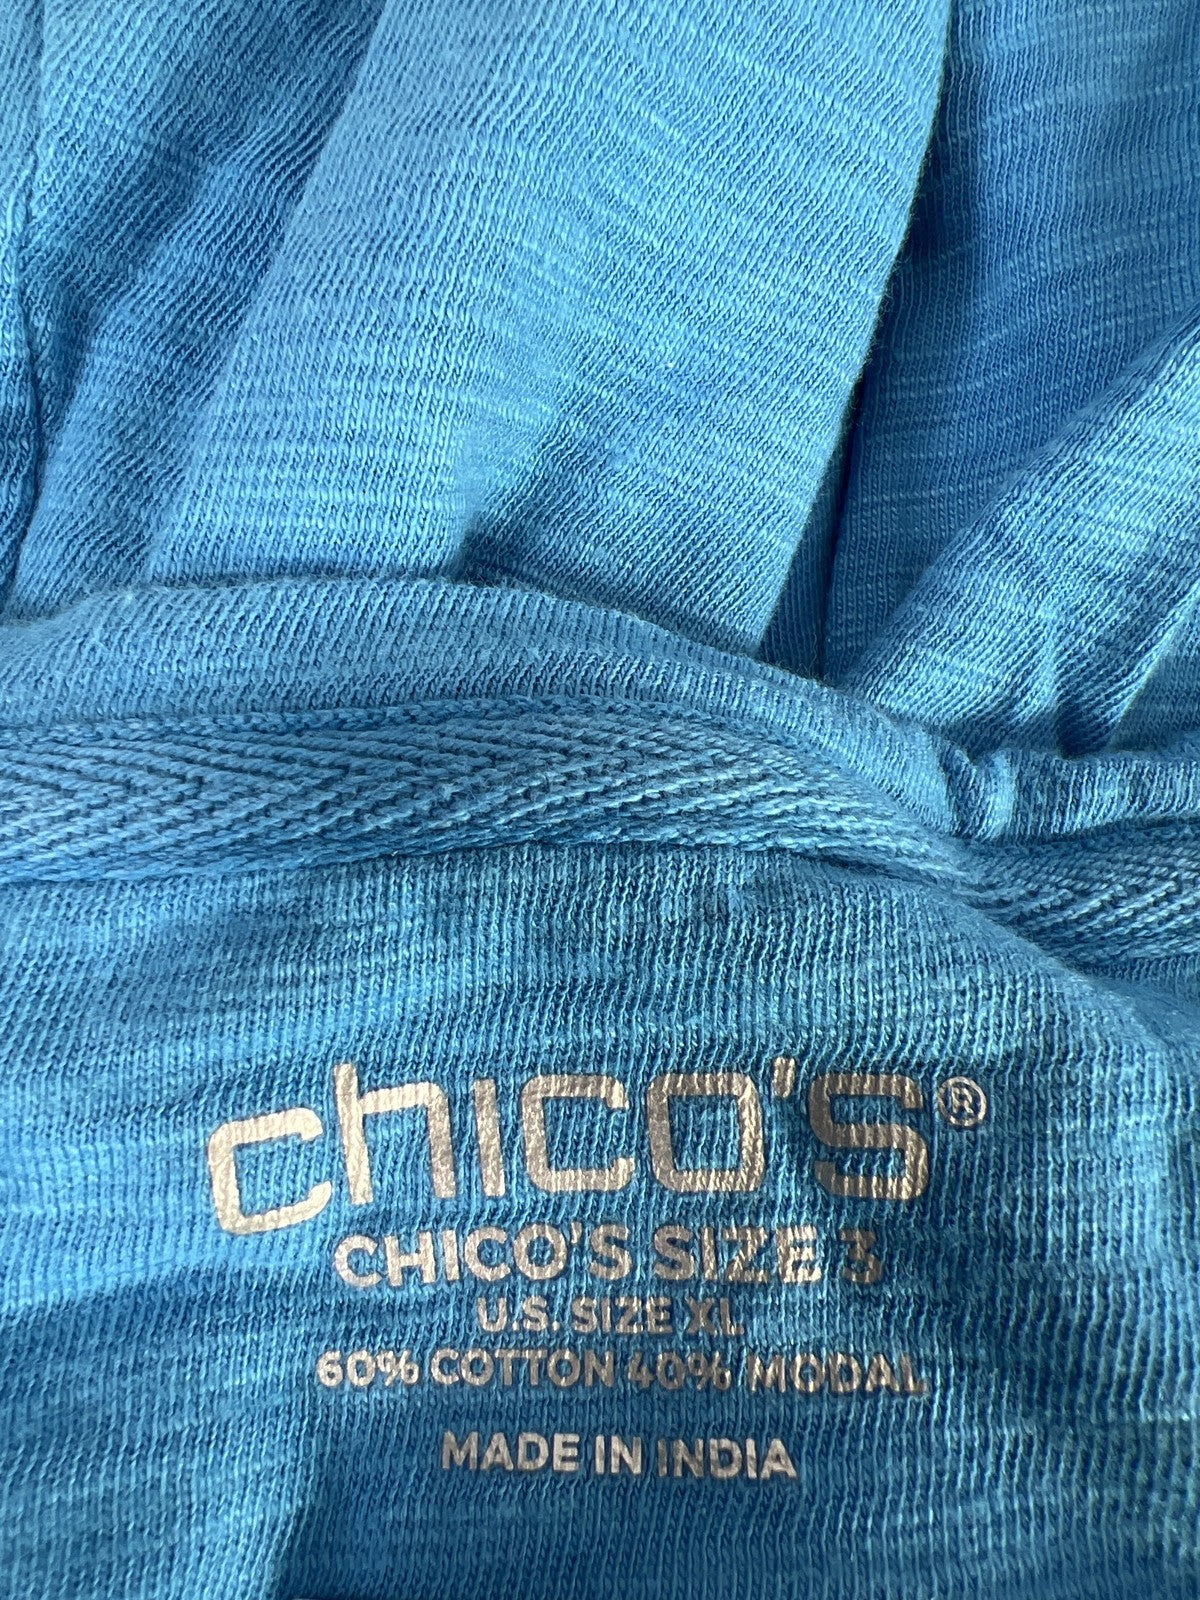 chico's®
CHICO'S SIZE 3
U.S. SIZE XL
60% COTTON 40% MODAL
MADE IN INDIA